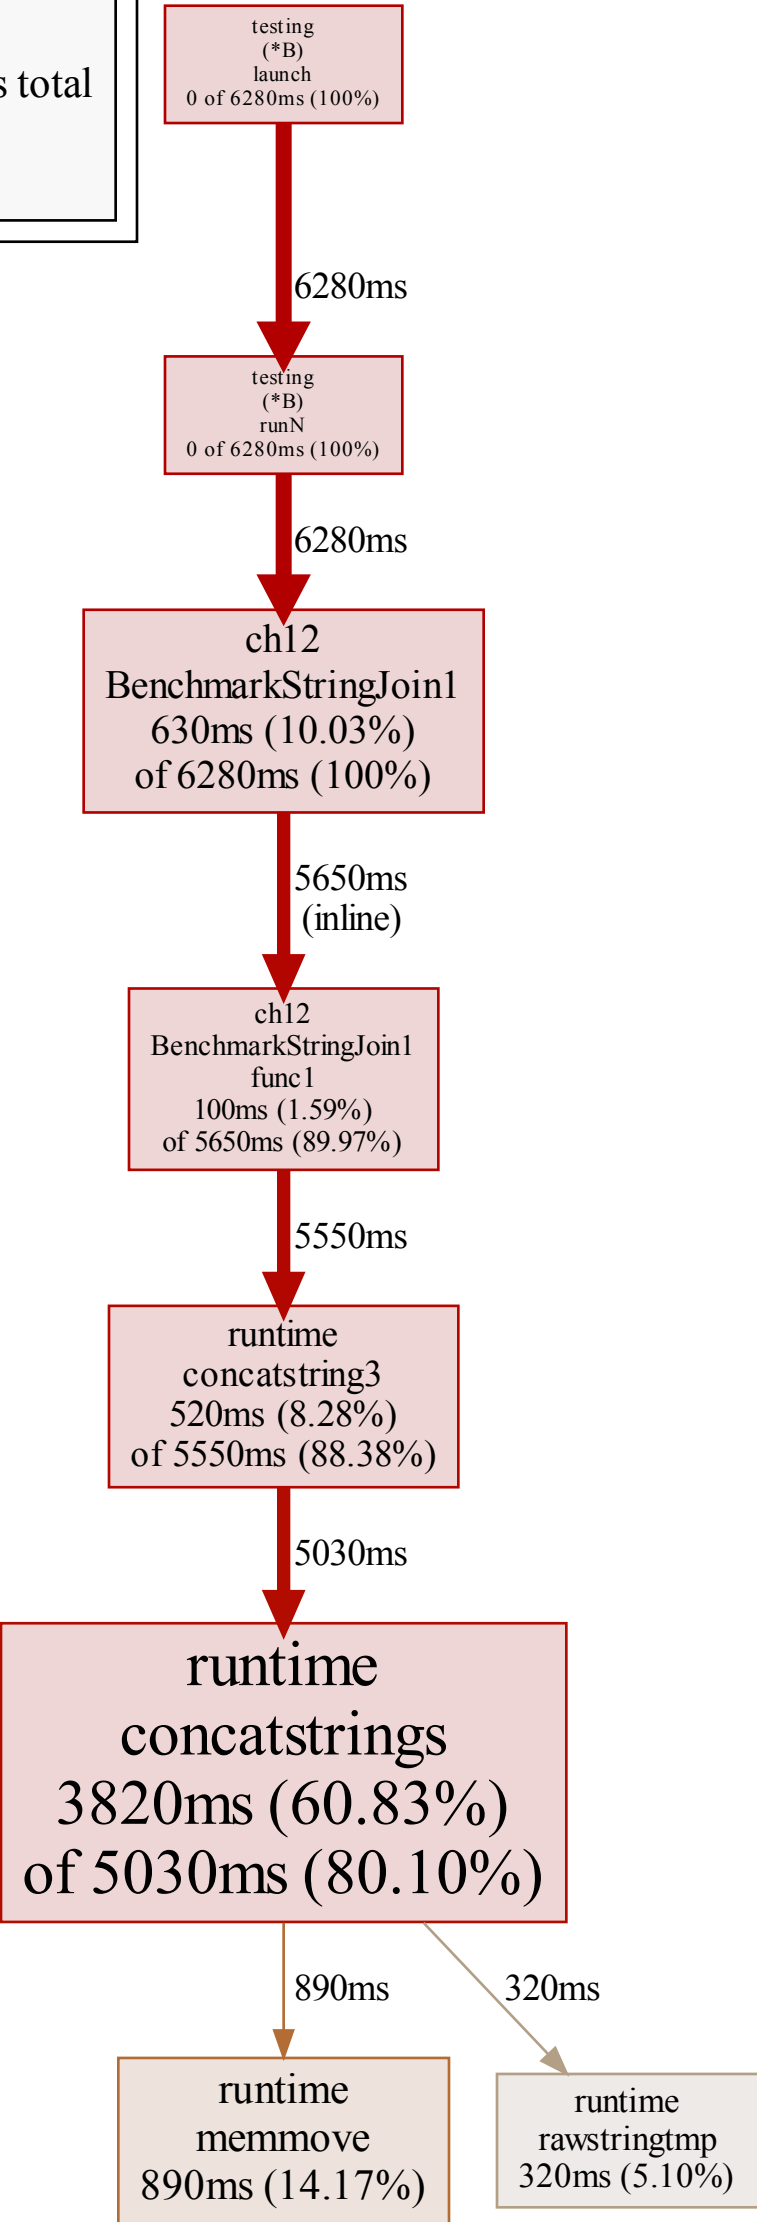 s total
testing
(*B)
launch
0 of 6280ms (100%)
6280ms
testing
(*B)
runN
0 of 6280ms (100%)
6280ms
ch12
BenchmarkStringJoin1
630ms (10.03%)
of 6280ms (100%)
5650ms
(inline)
ch12
BenchmarkStringJoin1
func1
100ms (1.59%)
of 5650ms (89.97%)
5550ms
runtime
concatstring3
520ms (8.28%)
of 5550ms (88.38%)
5030ms
runtime
concatstrings
3820ms (60.83%)
of 5030ms (80.10%)
890ms
320ms
runtime
memmove
890ms (14.17%)
runtime
rawstringtmp
320ms (5.10%)